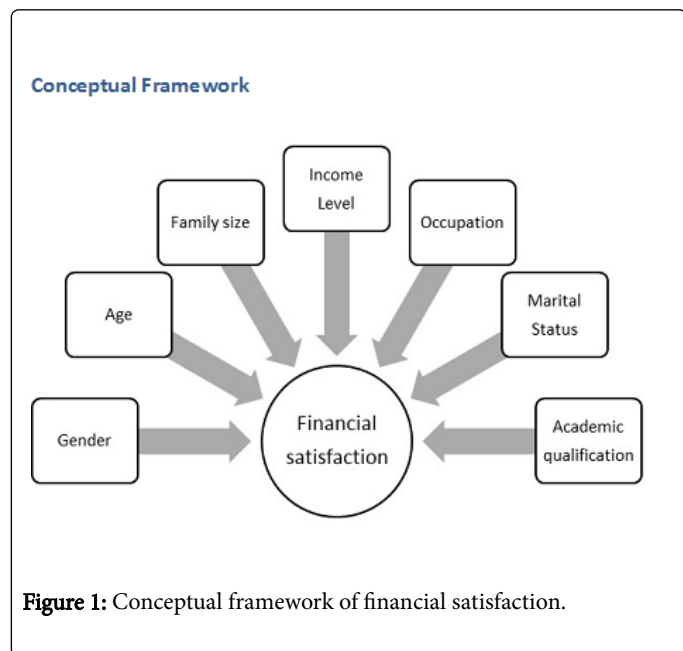 Conceptual Framework
Income
Level
Family size
Occupation
Age
Marital
Status
Gender
Financial
satisfaction
Academic
qualification
Figure 1: Conceptual framework of financial satisfaction.